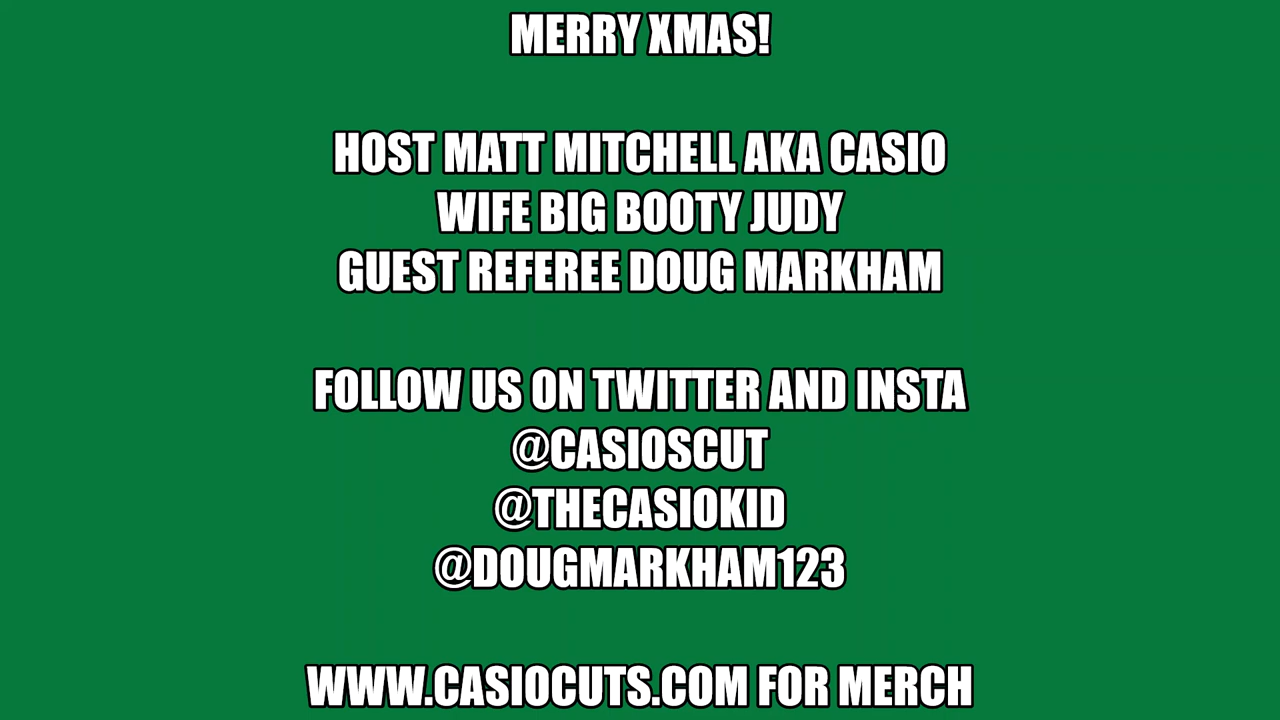 MERRY XMAS!
HOST MATT MITCHELL AKA CASIO
WIFE BIG BOOTY JUDY
GUEST REFEREE DOUG MARKHAM
FOLLOW US ON TWITTER AND INSTA
@CASIOSCUT
@THECASIOKID
@DOUGMARKHAM123
WWW.CASIOCUTS.COM FOR MERCH